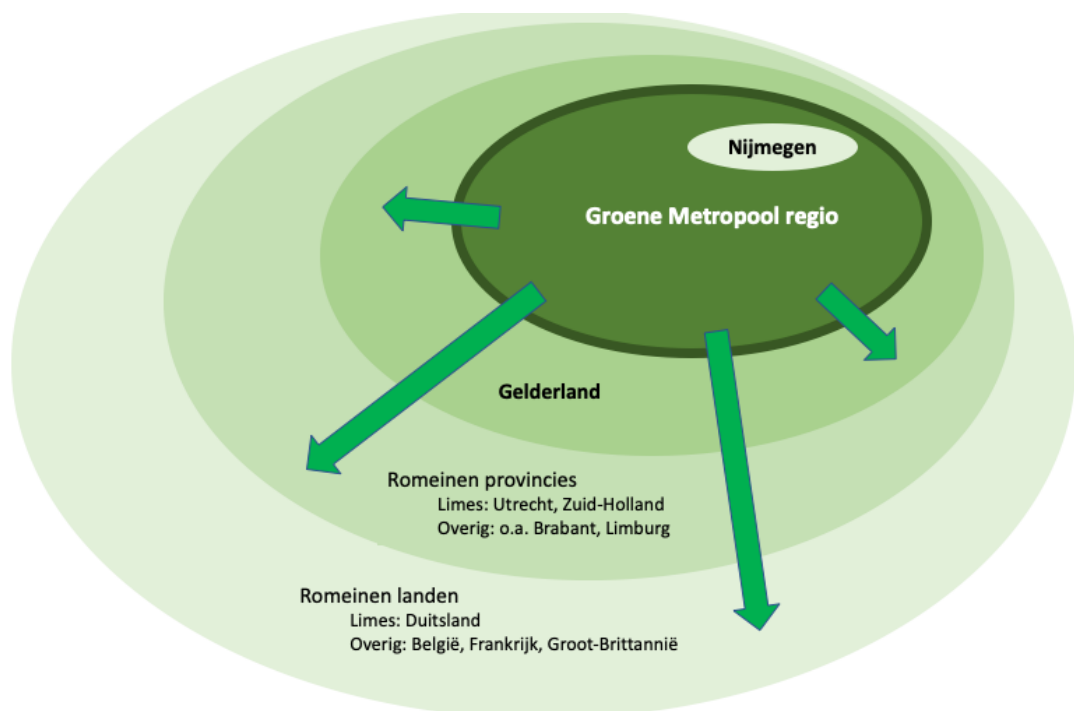 Nijmegen
Groene Metropool regio
Gelderland
Romeinen provincies
Limes: Utrecht, Zuid-Holland
Overig: o.a. Brabant, Limburg
Romeinen landen
Limes: Duitsland
Overig: België, Frankrijk, Groot-Brittannië